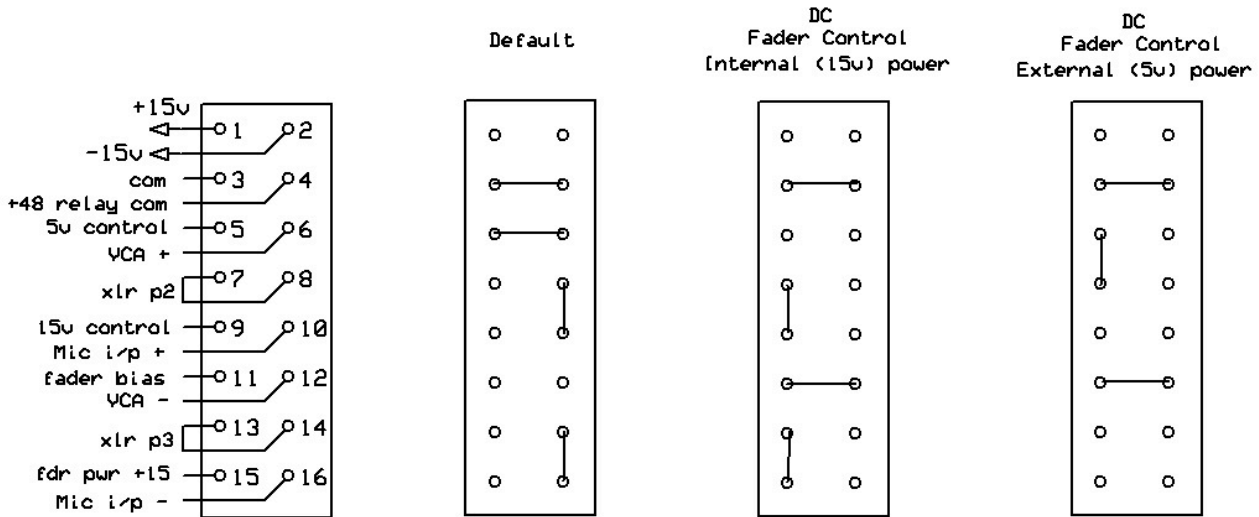 Default
DC
Fader Control
Internal (15v) power
DC
Fader Control
External (5v) power
+15v
1 2
-15v
com 3 4
+48 relay com
5v control 5 6
VCA +
xlr p2 7 8
15v control 9 10
Mic i/p +
fader bias 11 12
VCA -
xlr p3 13 14
fdr pwr +15 15 16
Mic i/p -